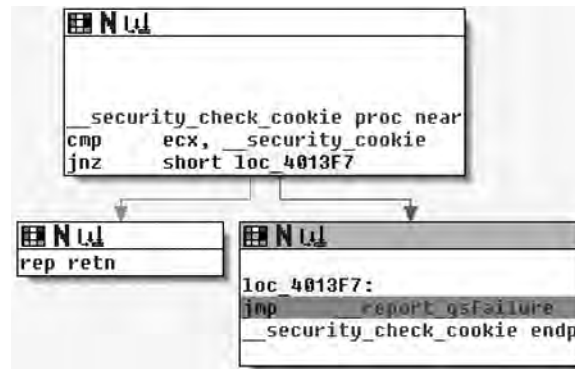 __security_check_cookie proc near
cmp ecx, __security_cookie
jnz short loc_4013F7
rep retn
loc_4013F7:
jmp __report_gsfailure
__security_check_cookie endp